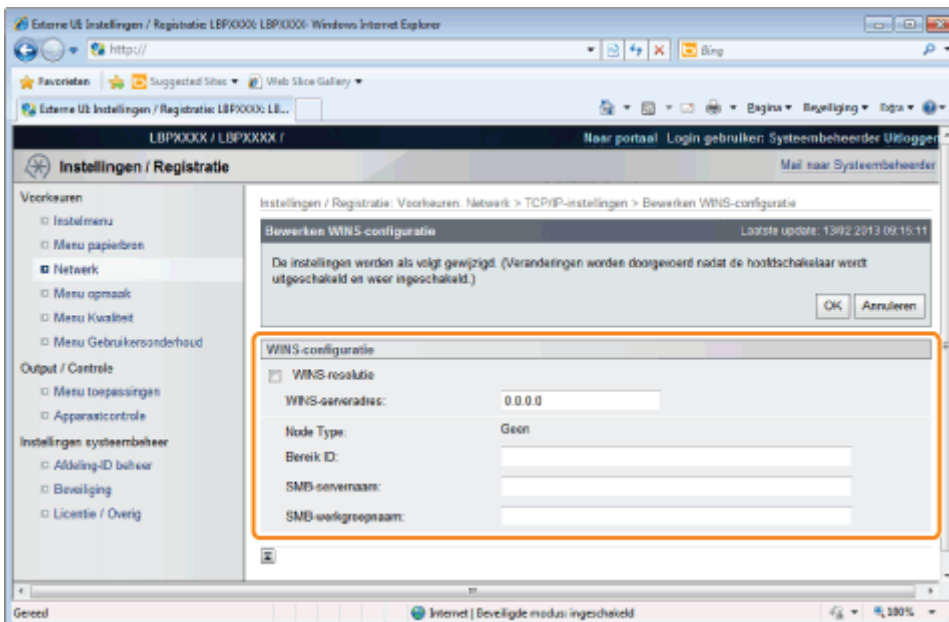 Externe UI: Instellingen / Registratie: LBPXXXX: LBPXXXX - Windows Internet Explorer
http://
Bing
Favorieten Suggested Sites Web Slice Gallery
Externe UI: Instellingen / Registratie: LBPXXXX: LB...
Pagina Beveiliging Extra
LBPXXXX / LBPXXXX /
Naar portaal Login gebruiker: Systeembeheerder Uitloggen
Instellingen / Registratie
Mail naar Systeembeheerder
Voorkeuren
Instelmenu
Menu papierbron
Netwerk
Menu opmaak
Menu Kwaliteit
Menu Gebruikersonderhoud
Output / Controle
Menu toepassingen
Apparaatcontrole
Instellingen systeembeheer
Afdeling-ID beheer
Beveiliging
Licentie / Overig
Instellingen / Registratie: Voorkeuren: Netwerk > TCP/IP-instellingen > Bewerken WINS-configuratie
Bewerken WINS-configuratie
Laatste update: 13/02 2013 09:15:11
De instellingen worden als volgt gewijzigd. (Veranderingen worden doorgevoerd nadat de hoofdschakelaar wordt
uitgeschakeld en weer ingeschakeld.)
OK Annuleren
WINS-configuratie
WINS-resolutie
WINS-serveradres: 0.0.0.0
Node Type: Geen
Bereik ID:
SMB-servernaam:
SMB-werkgroepnaam:
Gereed
Internet | Beveiligde modus: ingeschakeld
100%